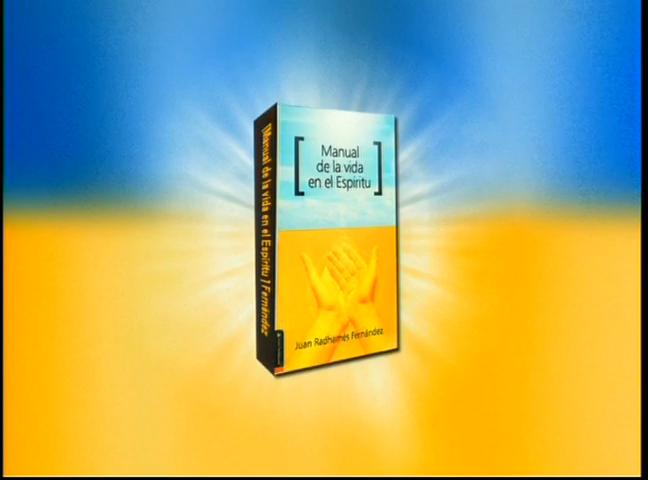 [Manual de la vida en el Espíritu] Fernández
[Manual
de la vida
en el Espíritu]
Juan Radhamés Fernández